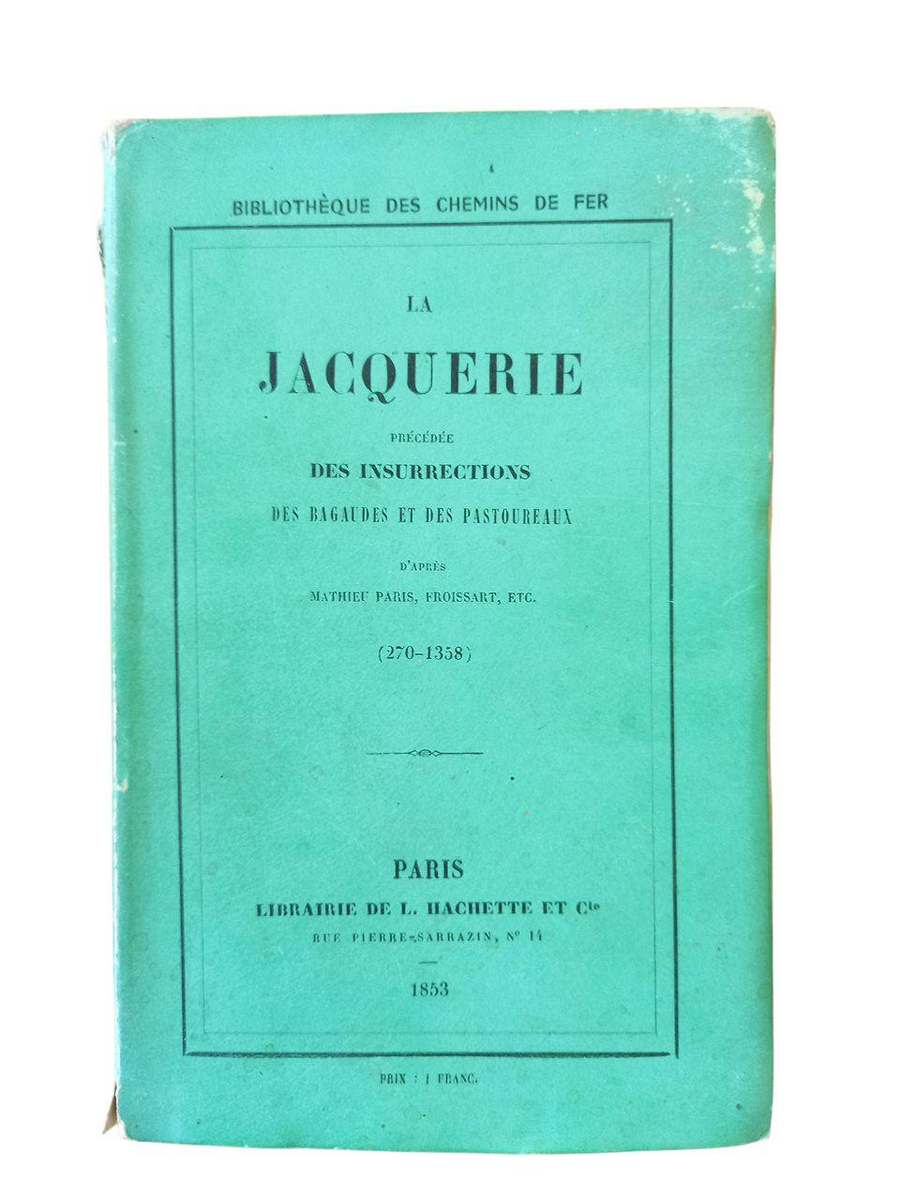 BIBLIOTHÈQUE DES CHEMINS DE FER
LA
JACQUERIE
PRÉCÉDÉE
DES INSURRECTIONS
DES BAGAUDES ET DES PASTOUREAUX
D'APRÈS
MATHIEU PARIS, FROISSART, ETC.
(270-1358)
PARIS
LIBRAIRIE DE L. HACHETTE ET Cie
RUE PIERRE-SARRAZIN, Nº 14
1853
PRIX : 1 FRANC.